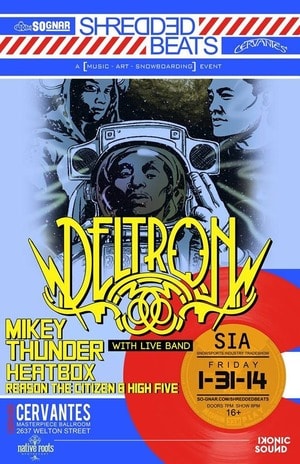 SO·GNAR
SHREDDED
BEATS
CERVANTES
A [MUSIC - ART - SNOWBOARDING] EVENT
DELTRON
WITH LIVE BAND
MIKEY
THUNDER
HEATBOX
REASON THE CITIZEN & HIGH FIVE
SIA
SNOWSPORTS INDUSTRY TRADESHOW
FRIDAY
1-31-14
SO-GNAR.COM/SHREDDEDBEATS
DOORS 7PM SHOW 8PM
16+
CERVANTES
MASTERPIECE BALLROOM
2637 WELTON STREET
native roots
IKONIC
SOUND